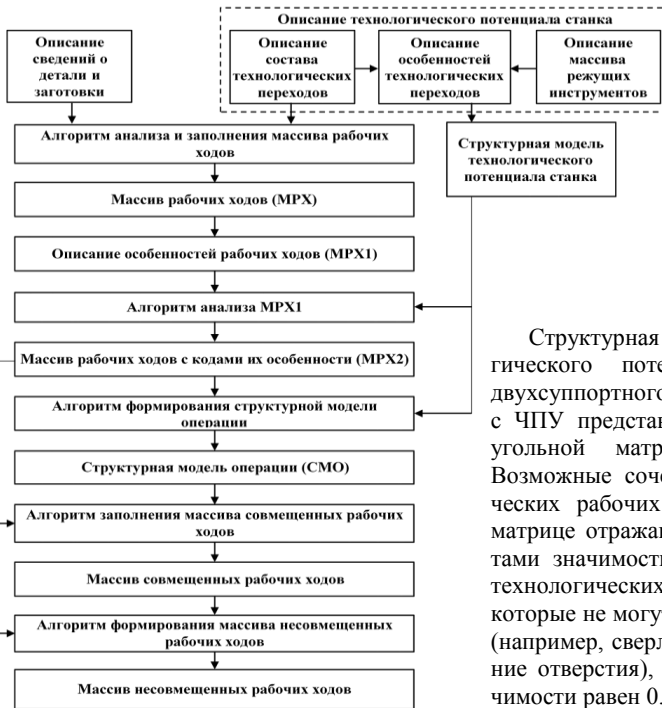 Описание технологического потенциала станка
Описание
сведений о
детали и
заготовки
Описание
состава
технологических
переходов
Описание
особенностей
технологических
переходов
Описание
массива
режущих
инструментов
Алгоритм анализа и заполнения массива рабочих
ходов
Структурная модель
технологического
потенциала станка
Массив рабочих ходов (МРХ)
Описание особенностей рабочих ходов (МРХ1)
Алгоритм анализа МРХ1
Массив рабочих ходов с кодами их особенности (МРХ2)
Алгоритм формирования структурной модели
операции
Структурная модель операции (СМО)
Алгоритм заполнения массива совмещенных рабочих
ходов
Массив совмещенных рабочих ходов
Алгоритм формирования массива несовмещенных
рабочих ходов
Массив несовмещенных рабочих ходов
Структурная
гического поте
двухсуппортного
с ЧПУ представ
угольной матр
Возможные соче
ческих рабочих
матрице отражаю
тами значимости
технологических
которые не могут
(например, сверл
ние отверстия),
чимости равен 0.